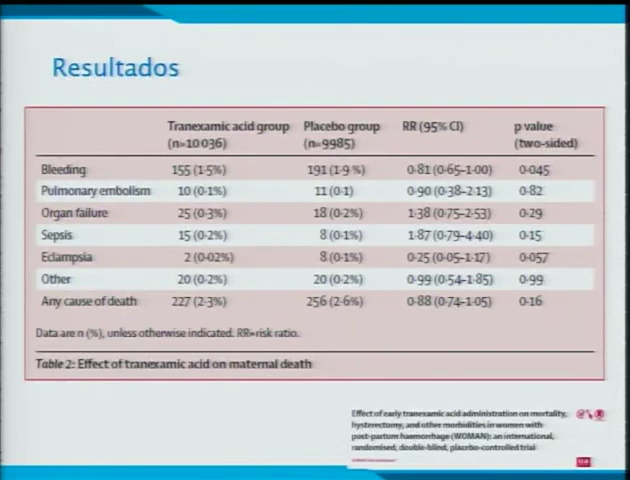 Resultados
Tranexamic acid group Placebo group RR (95% CI) p value
(n=10036) (n=9985) (two-sided)
Bleeding 155 (1·5%) 191 (1·9%) 0·81 (0·65–1·00) 0·045
Pulmonary embolism 10 (0·1%) 11 (0·1) 0·90 (0·38–2·13) 0·82
Organ failure 25 (0·3%) 18 (0·2%) 1·38 (0·75–2·53) 0·29
Sepsis 15 (0·2%) 8 (0·1%) 1·87 (0·79–4·40) 0·15
Eclampsia 2 (0·02%) 8 (0·1%) 0·25 (0·05–1·17) 0·057
Other 20 (0·2%) 20 (0·2%) 0·99 (0·54–1·85) 0·99
Any cause of death 227 (2·3%) 256 (2·6%) 0·88 (0·74–1·05) 0·16
Data are n (%), unless otherwise indicated. RR=risk ratio.
Table 2: Effect of tranexamic acid on maternal death
Effect of early tranexamic acid administration on mortality,
hysterectomy, and other morbidities in women with
post-partum haemorrhage (WOMAN): an international,
randomised, double-blind, placebo-controlled trial